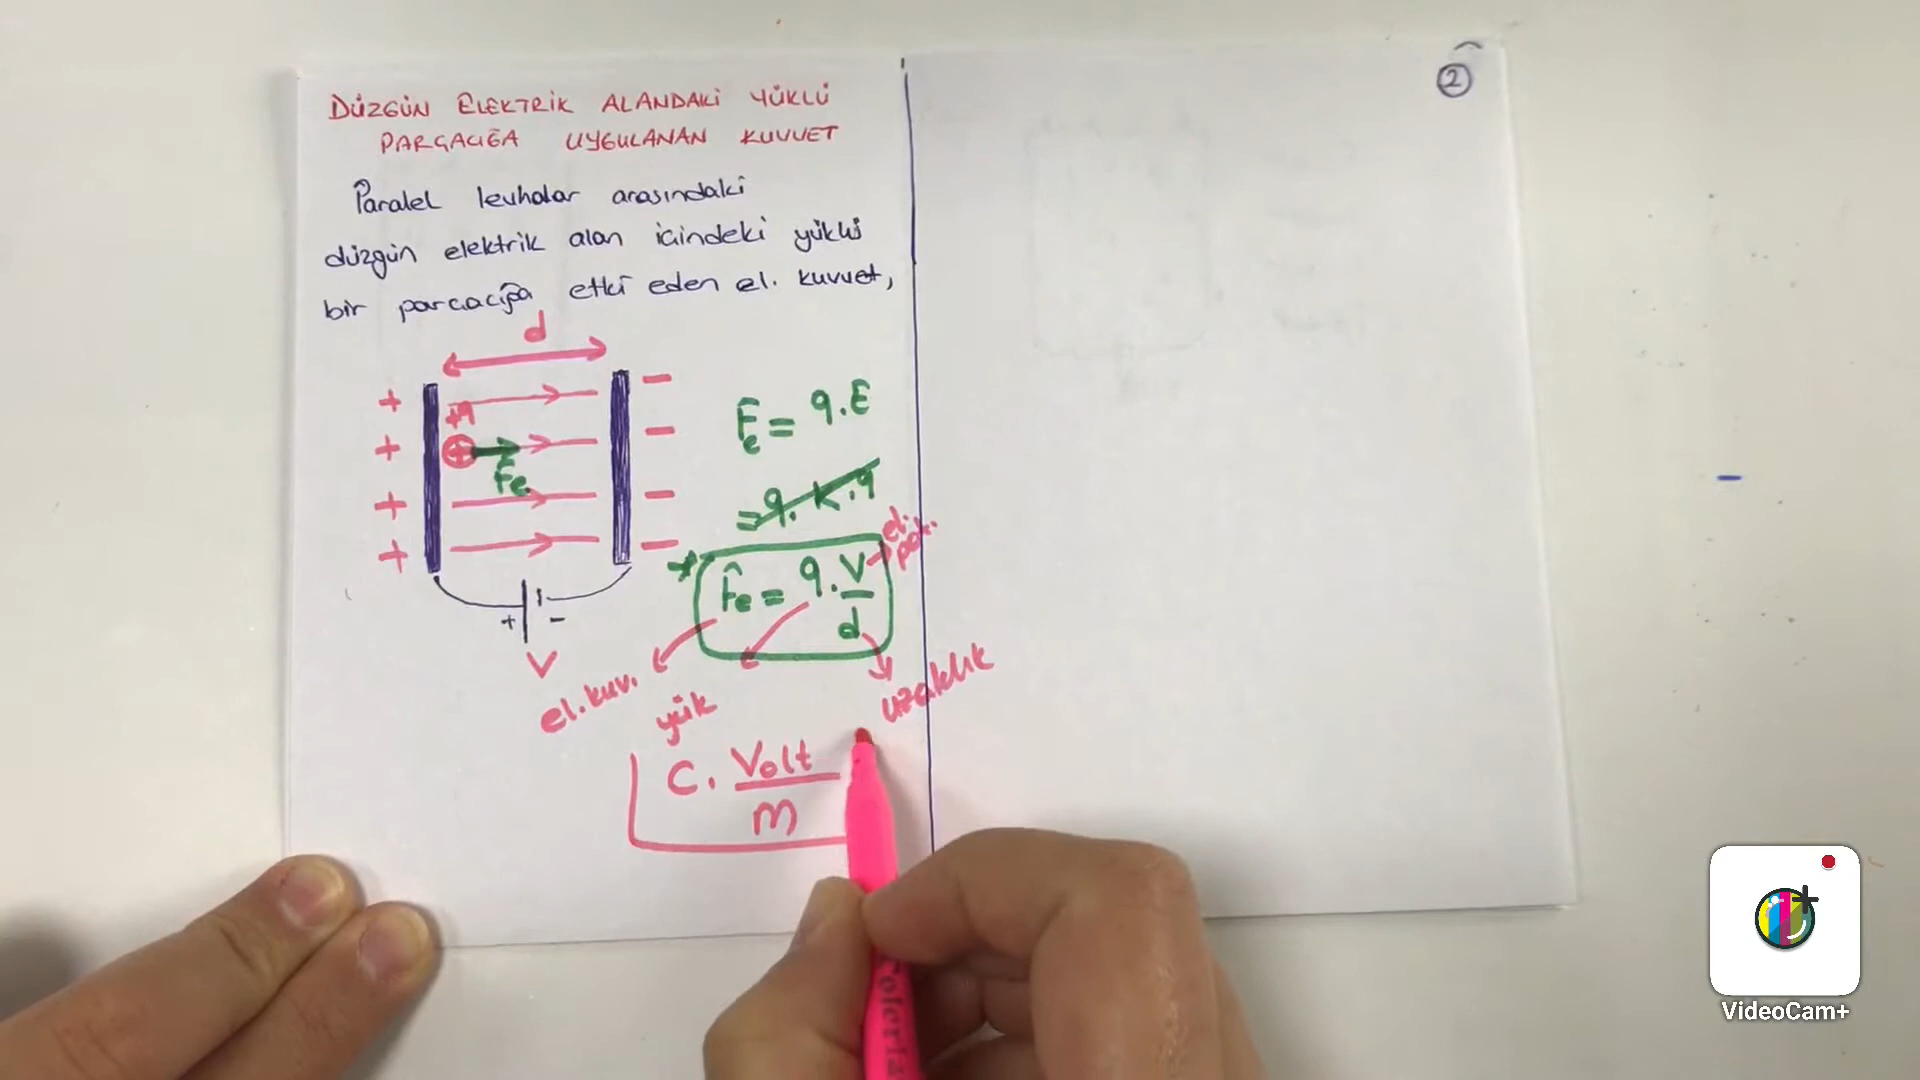 DÜZGÜN ELEKTRİK ALANDAKİ YÜKLÜ
PARÇACIĞA UYGULANAN KUVVET
Paralel levhalar arasındaki
düzgün elektrik alan içindeki yüklü
bir parçacığa etki eden el. kuvvet,
d
+ −
+q
+ + Fe −
+ −
+ −
+ −
V
Fe = q.E
= q.k.q
el.
pot.
* Fe = q.V/d
el.kuv.
yük
uzaklık
C. Volt/m
2
oleriz
VideoCam+